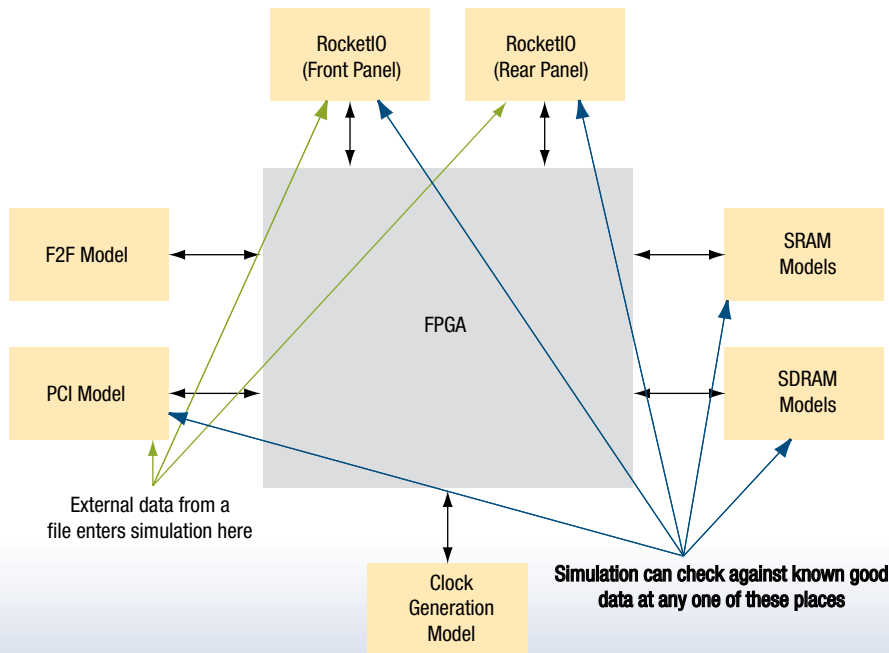 RocketIO
(Front Panel)
RocketIO
(Rear Panel)
F2F Model
SRAM
Models
FPGA
PCI Model
SDRAM
Models
External data from a
file enters simulation here
Clock
Generation
Model
Simulation can check against known good
data at any one of these places